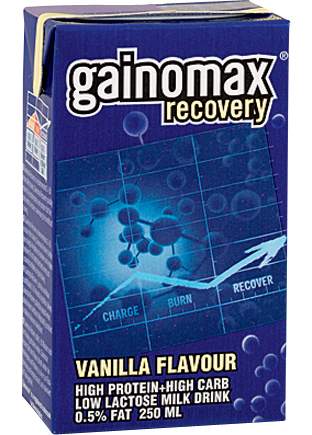 gainomax®
recovery
CHARGE BURN RECOVER
VANILLA FLAVOUR
HIGH PROTEIN+HIGH CARB
LOW LACTOSE MILK DRINK
0.5% FAT 250 ML